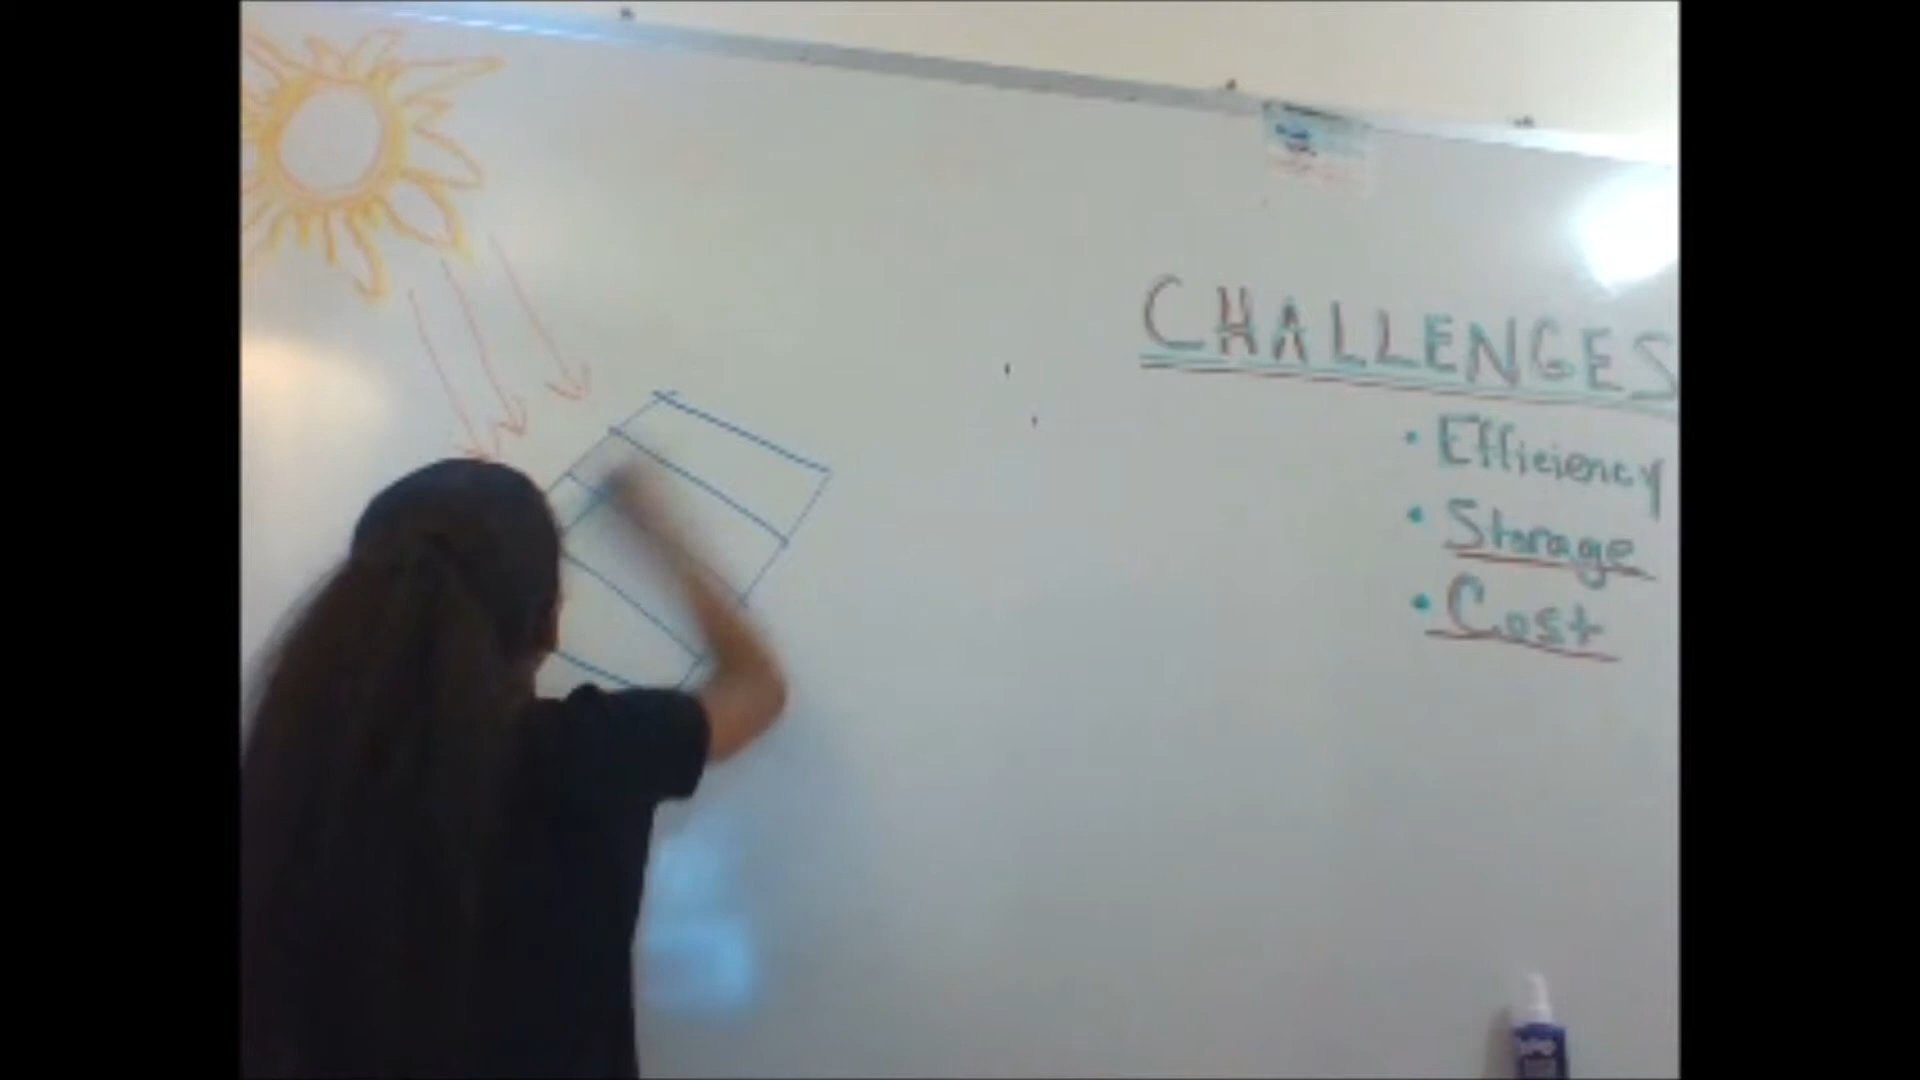 CHALLENGES
• Efficiency
• Storage
• Cost